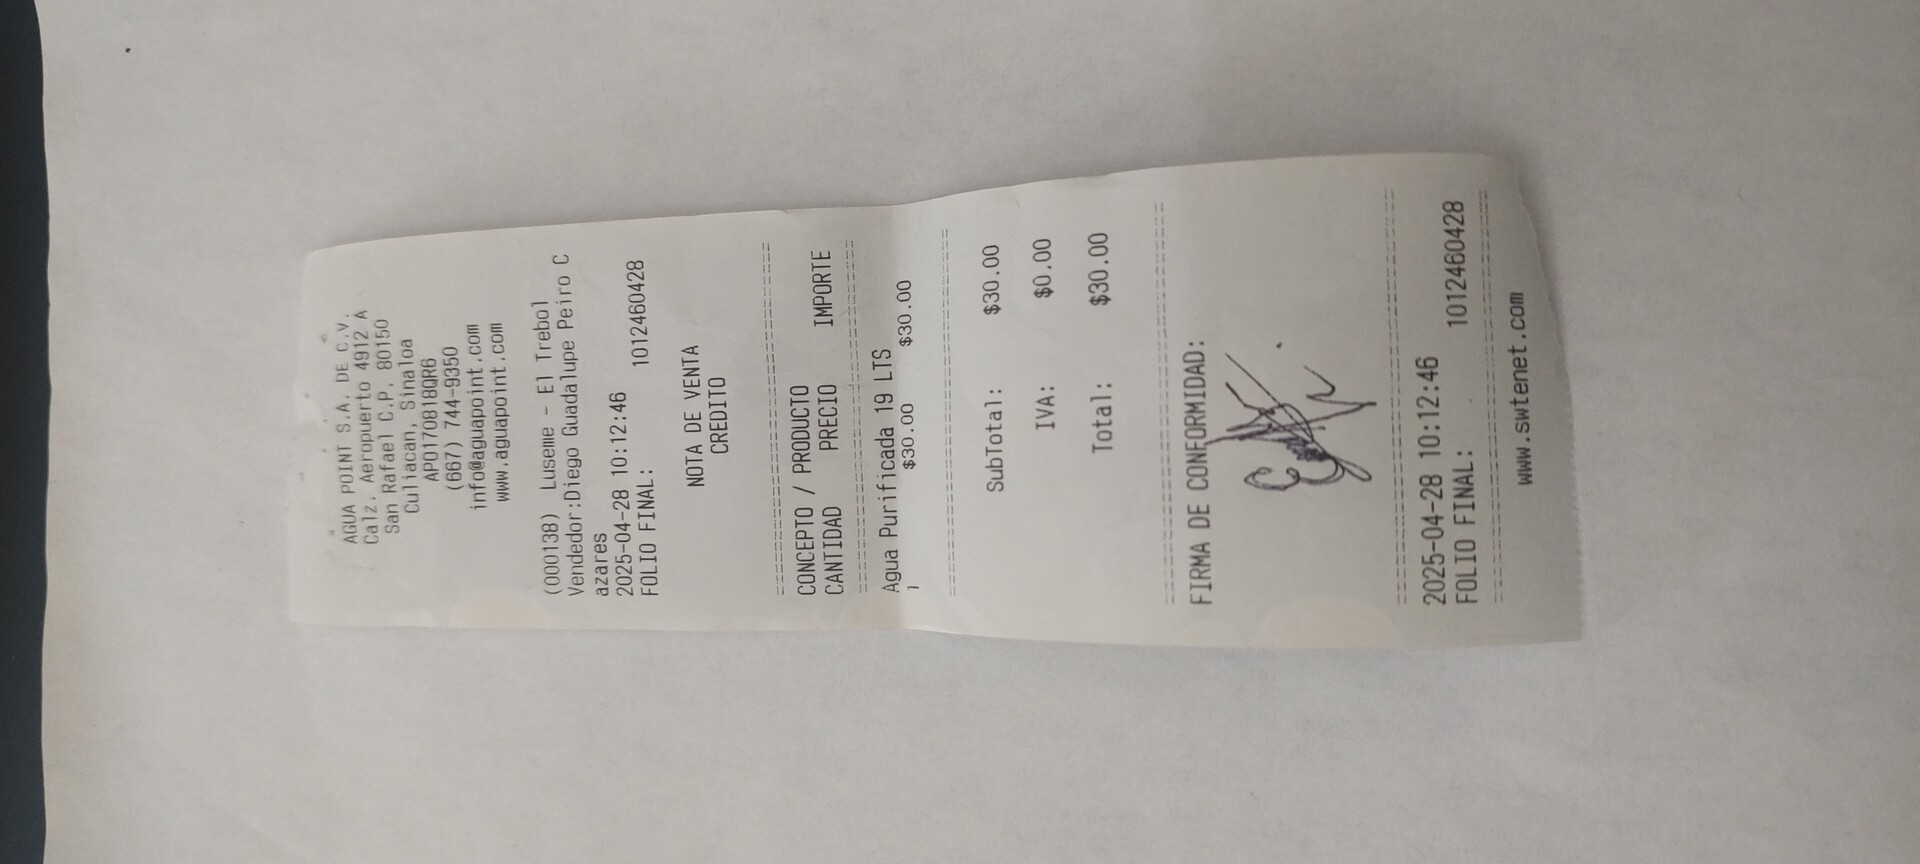 AGUA POINT S.A. DE C.V.
Calz. Aeropuerto 4912 A
San Rafael C.P. 80150
Culiacan, Sinaloa
APO170818QR6
(667) 744-9350
info@aguapoint.com
www.aguapoint.com
(000138) Luseme - El Trebol
Vendedor:Diego Guadalupe Peiro C
azares
2025-04-28 10:12:46
FOLIO FINAL: 1012460428
NOTA DE VENTA
CREDITO
CONCEPTO / PRODUCTO
CANTIDAD PRECIO IMPORTE
Agua Purificada 19 LTS
1 $30.00 $30.00
SubTotal: $30.00
IVA: $0.00
Total: $30.00
FIRMA DE CONFORMIDAD:
2025-04-28 10:12:46
FOLIO FINAL: 1012460428
www.swtenet.com